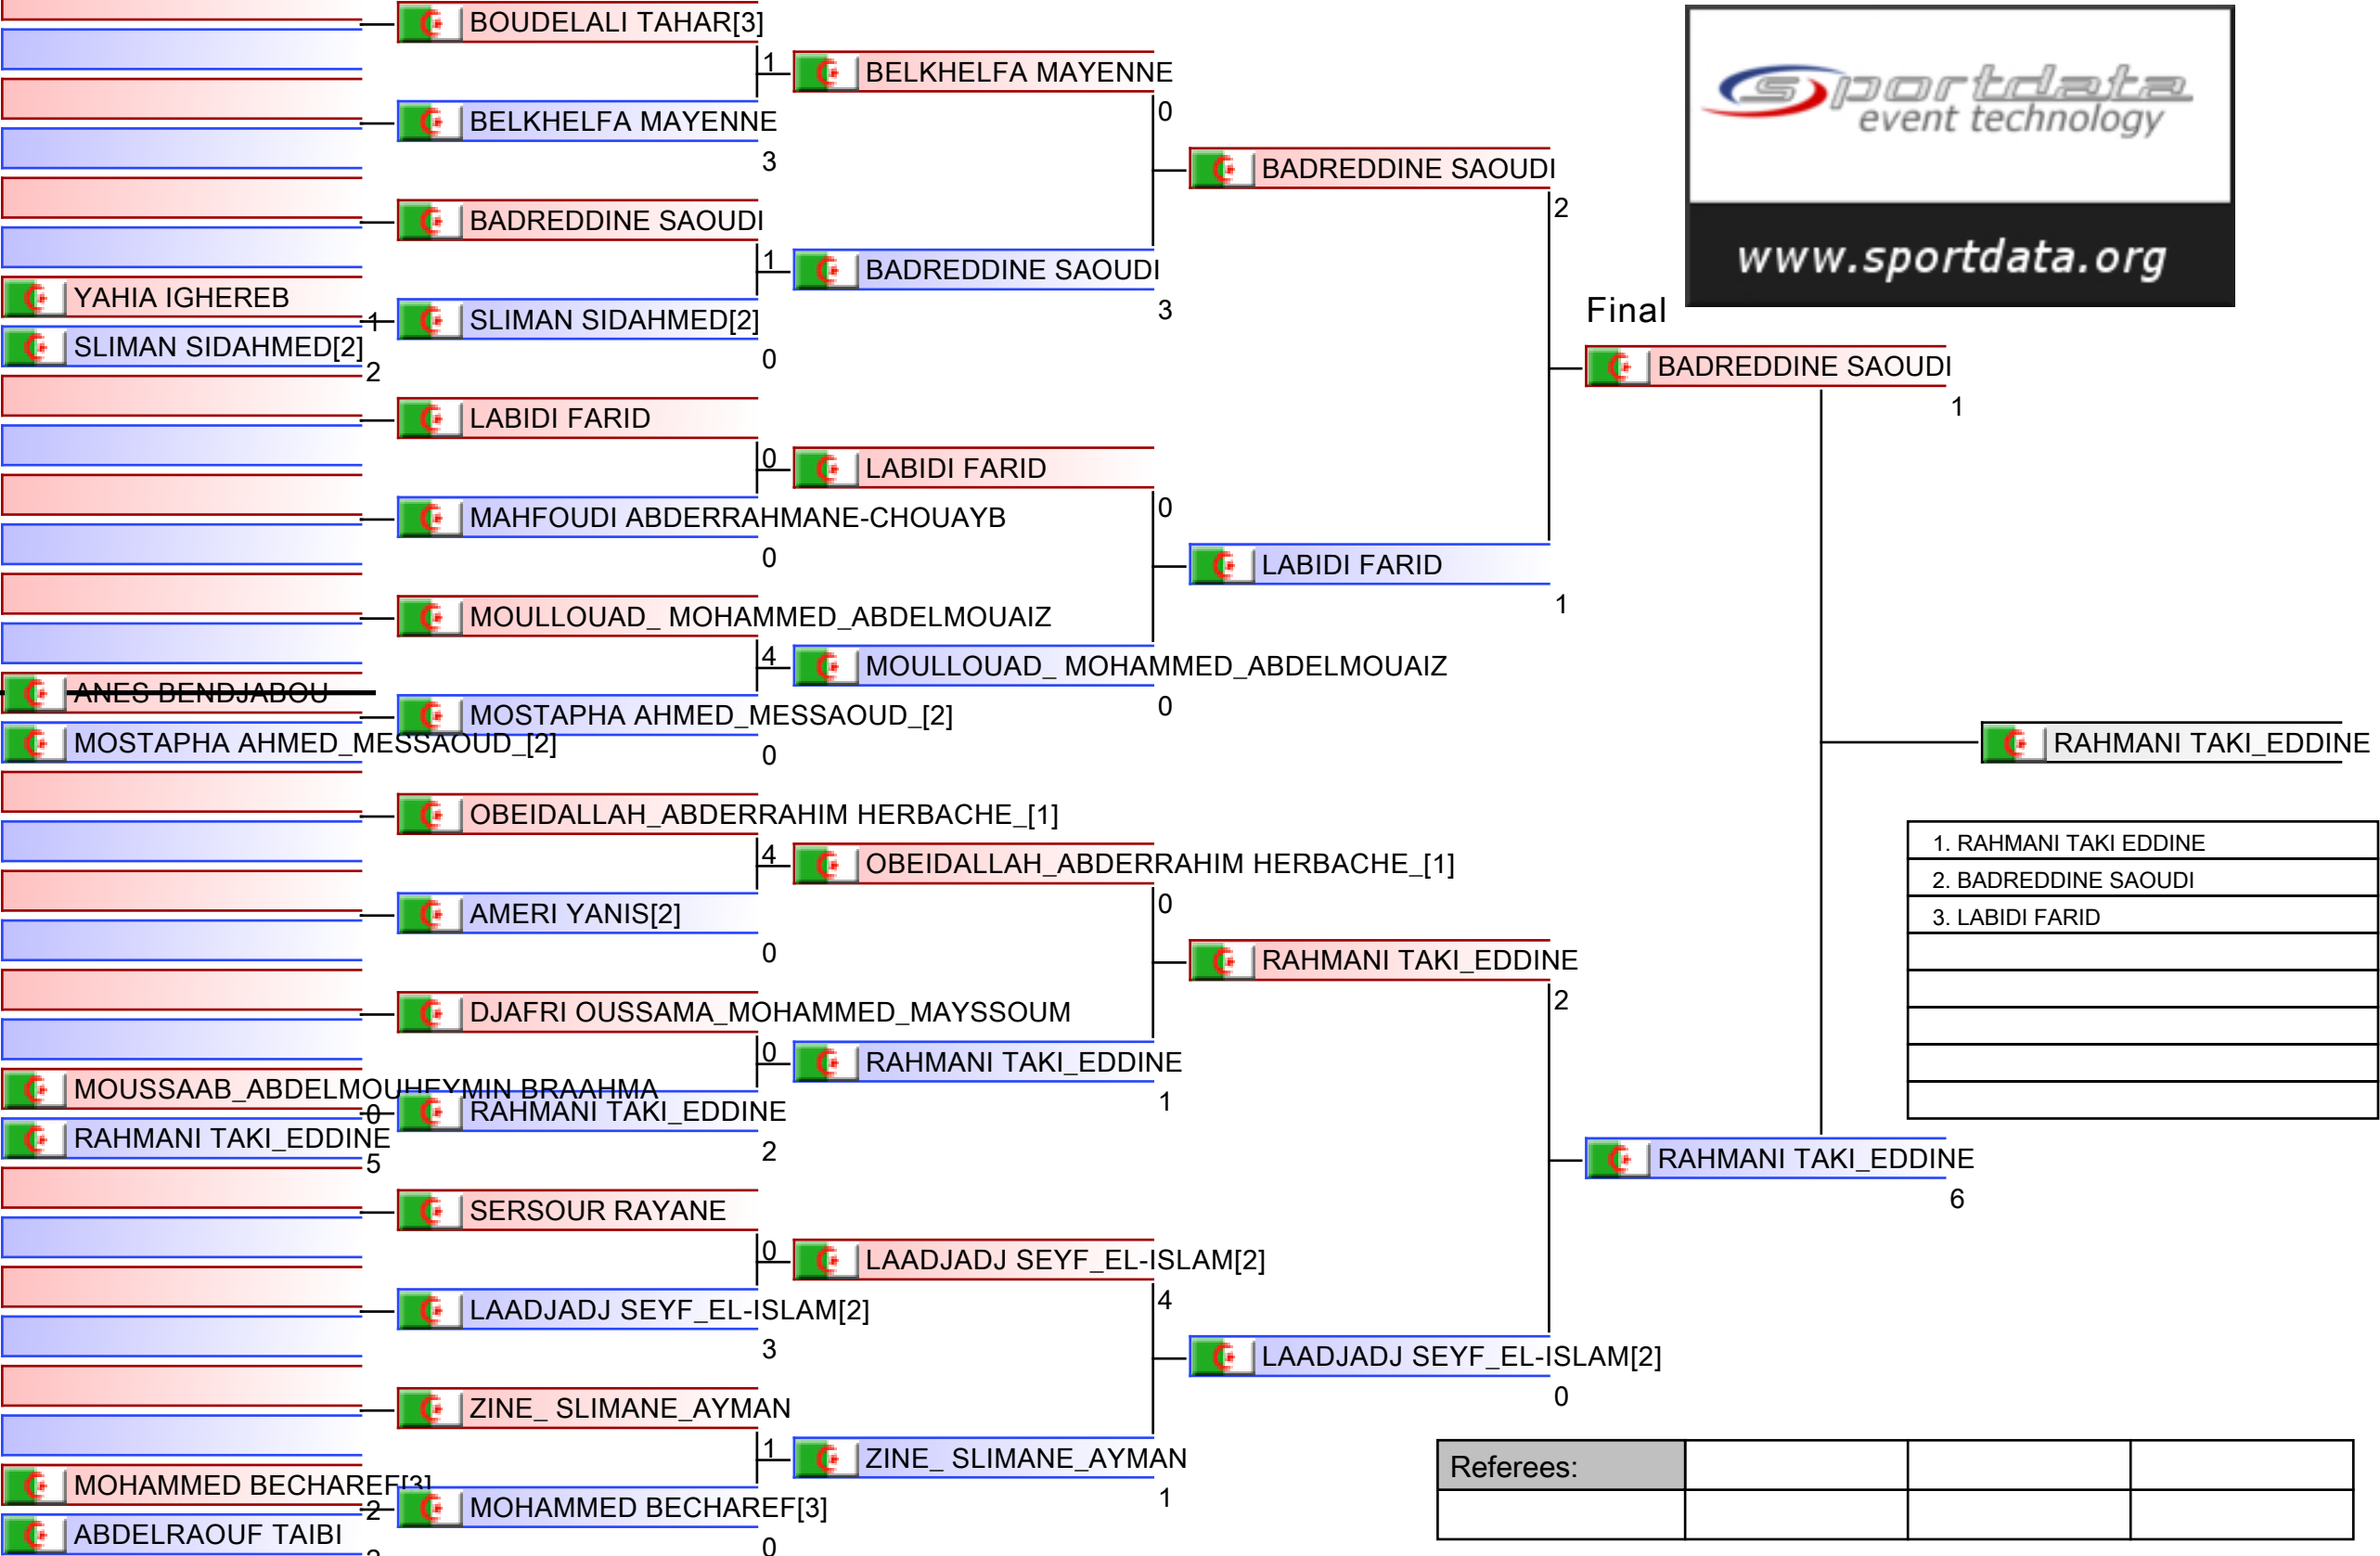 BOUDELALI TAHAR[3]
1
BELKHELFA MAYENNE
3
BADREDDINE SAOUDI
1
YAHIA IGHEREB
1
SLIMAN SIDAHMED[2]
2
SLIMAN SIDAHMED[2]
0
LABIDI FARID
0
MAHFOUDI ABDERRAHMANE-CHOUAYB
0
MOULLOUAD_ MOHAMMED_ABDELMOUAIZ
4
ANES BENDJABOU
MOSTAPHA AHMED_MESSAOUD_[2]
MOSTAPHA AHMED_MESSAOUD_[2]
0
OBEIDALLAH_ABDERRAHIM HERBACHE_[1]
4
AMERI YANIS[2]
0
DJAFRI OUSSAMA_MOHAMMED_MAYSSOUM
0
MOUSSAAB_ABDELMOUHEYMIN BRAAHMA
0
RAHMANI TAKI_EDDINE
5
RAHMANI TAKI_EDDINE
2
SERSOUR RAYANE
0
LAADJADJ SEYF_EL-ISLAM[2]
3
ZINE_ SLIMANE_AYMAN
1
MOHAMMED BECHAREF[3]
2
ABDELRAOUF TAIBI
MOHAMMED BECHAREF[3]
0
BELKHELFA MAYENNE
0
BADREDDINE SAOUDI
3
LABIDI FARID
0
MOULLOUAD_ MOHAMMED_ABDELMOUAIZ
0
OBEIDALLAH_ABDERRAHIM HERBACHE_[1]
0
RAHMANI TAKI_EDDINE
1
LAADJADJ SEYF_EL-ISLAM[2]
4
ZINE_ SLIMANE_AYMAN
1
BADREDDINE SAOUDI
2
LABIDI FARID
1
RAHMANI TAKI_EDDINE
2
LAADJADJ SEYF_EL-ISLAM[2]
0
sportdata
event technology
www.sportdata.org
Final
BADREDDINE SAOUDI
1
RAHMANI TAKI_EDDINE
6
RAHMANI TAKI_EDDINE
1. RAHMANI TAKI EDDINE
2. BADREDDINE SAOUDI
3. LABIDI FARID
Referees: